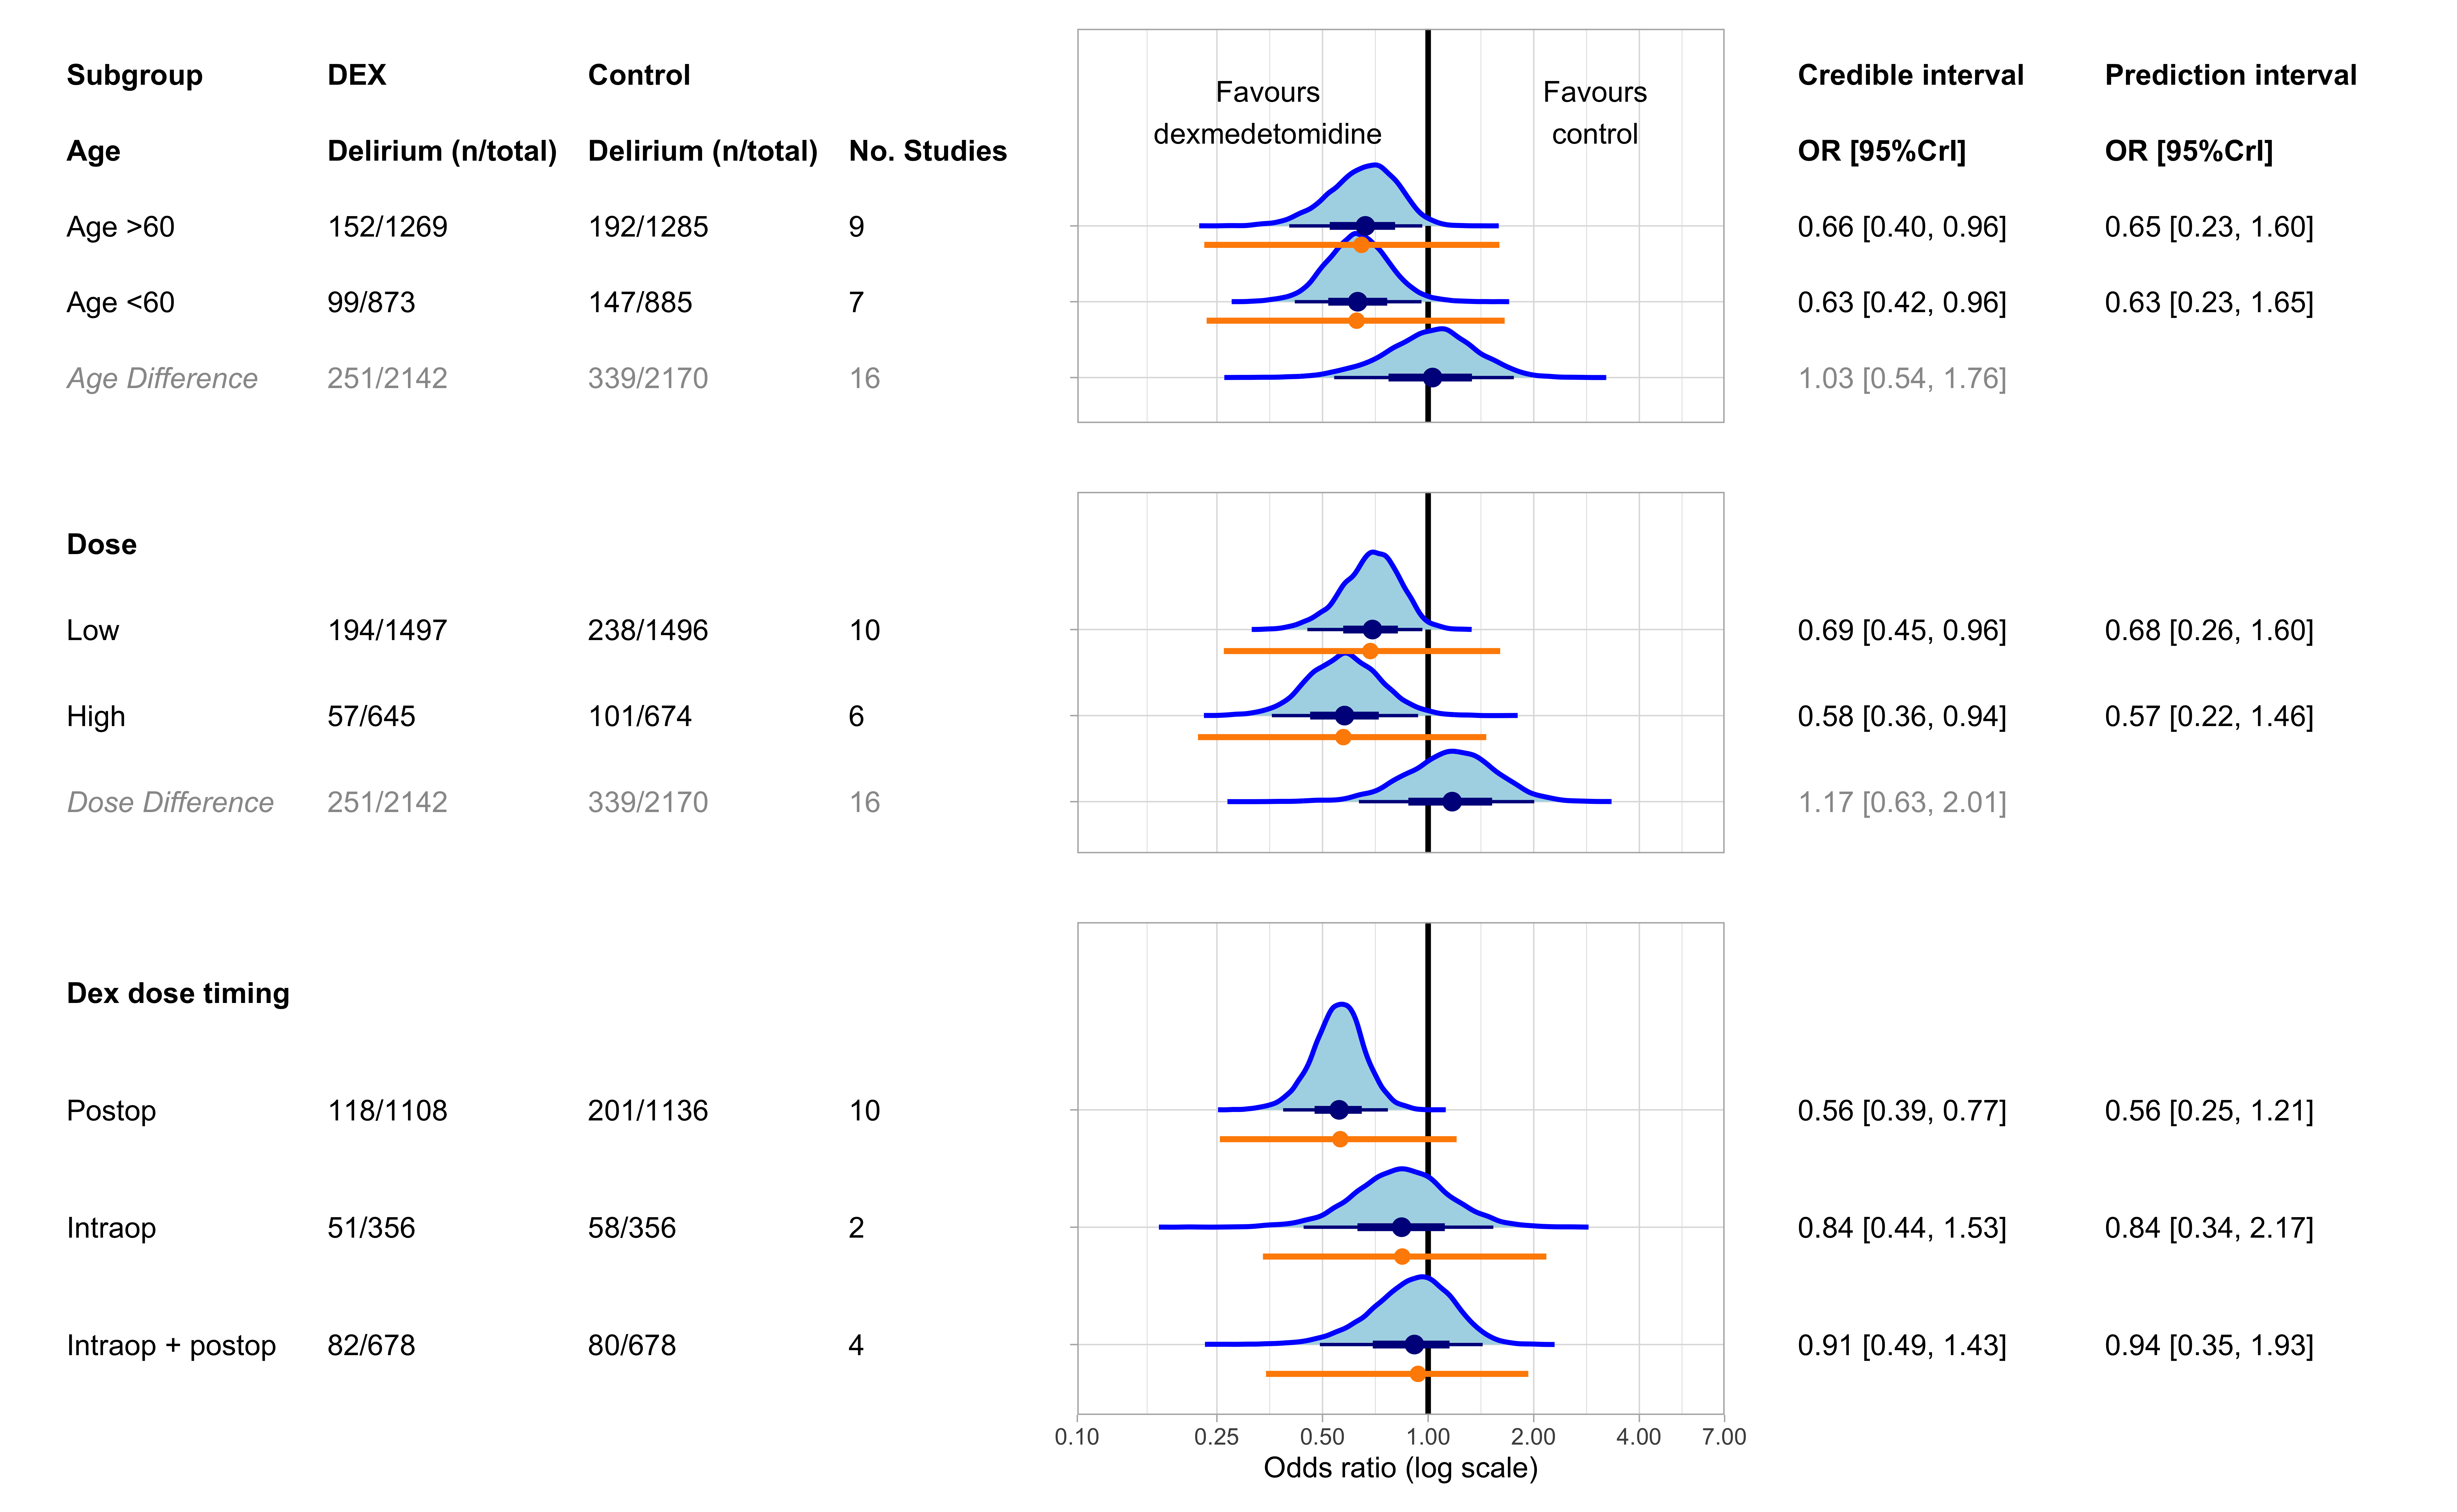 Subgroup DEX Control Favours dexmedetomidine Favours control Credible interval Prediction interval
Age Delirium (n/total) Delirium (n/total) No. Studies OR [95%CrI] OR [95%CrI]
Age >60 152/1269 192/1285 9 0.66 [0.40, 0.96] 0.65 [0.23, 1.60]
Age <60 99/873 147/885 7 0.63 [0.42, 0.96] 0.63 [0.23, 1.65]
Age Difference 251/2142 339/2170 16 1.03 [0.54, 1.76]
Dose
Low 194/1497 238/1496 10 0.69 [0.45, 0.96] 0.68 [0.26, 1.60]
High 57/645 101/674 6 0.58 [0.36, 0.94] 0.57 [0.22, 1.46]
Dose Difference 251/2142 339/2170 16 1.17 [0.63, 2.01]
Dex dose timing
Postop 118/1108 201/1136 10 0.56 [0.39, 0.77] 0.56 [0.25, 1.21]
Intraop 51/356 58/356 2 0.84 [0.44, 1.53] 0.84 [0.34, 2.17]
Intraop + postop 82/678 80/678 4 0.91 [0.49, 1.43] 0.94 [0.35, 1.93]
0.10 0.25 0.50 1.00 2.00 4.00 7.00
Odds ratio (log scale)